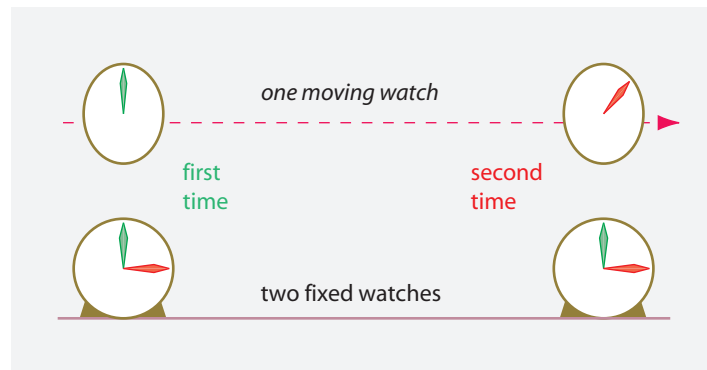 one moving watch
first
time
second
time
two fixed watches